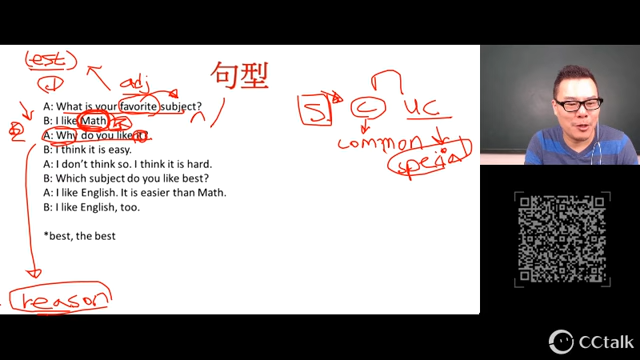 (est)
adj
句型
A: What is your favorite subject?
B: I like Math.
A: Why do you like it?
B: I think it is easy.
A: I don't think so. I think it is hard.
B: Which subject do you like best?
A: I like English. It is easier than Math.
B: I like English, too.
*best, the best
reason
S
C UC
common
special
CCtalk